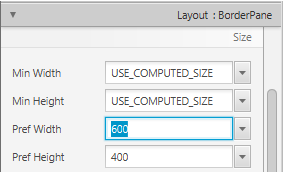 Layout : BorderPane
Size
Min Width USE_COMPUTED_SIZE
Min Height USE_COMPUTED_SIZE
Pref Width 600
Pref Height 400